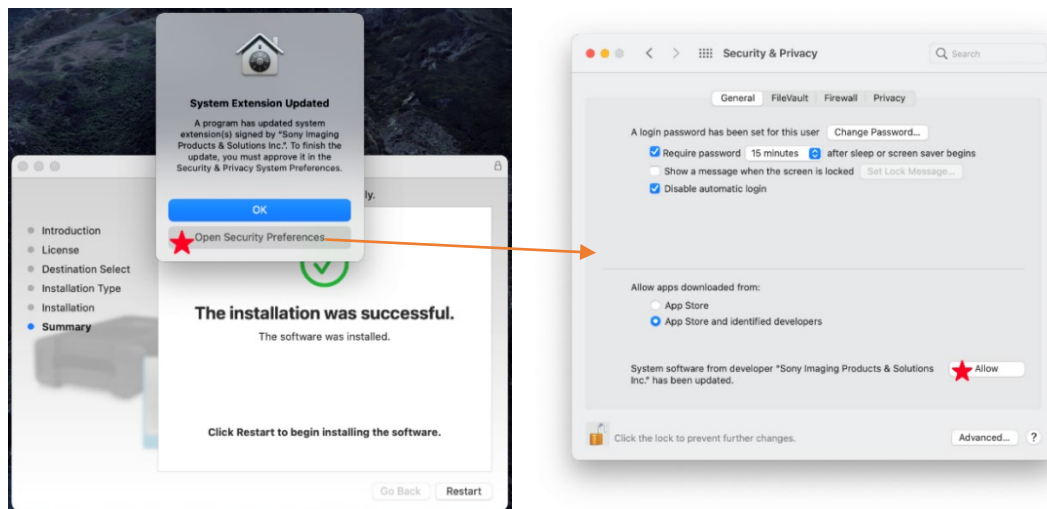 System Extension Updated
A program has updated system
extension(s) signed by "Sony Imaging
Products & Solutions Inc.". To finish the
update, you must approve it in the
Security & Privacy System Preferences.
OK
Open Security Preferences
ly.
Introduction
License
Destination Select
Installation Type
Installation
Summary
The installation was successful.
The software was installed.
Click Restart to begin installing the software.
Go Back
Restart
Security & Privacy
Search
General FileVault Firewall Privacy
A login password has been set for this user Change Password...
Require password 15 minutes after sleep or screen saver begins
Show a message when the screen is locked Set Lock Message...
Disable automatic login
Allow apps downloaded from:
App Store
App Store and identified developers
System software from developer "Sony Imaging Products & Solutions Allow
Inc." has been updated.
Click the lock to prevent further changes.
Advanced... ?